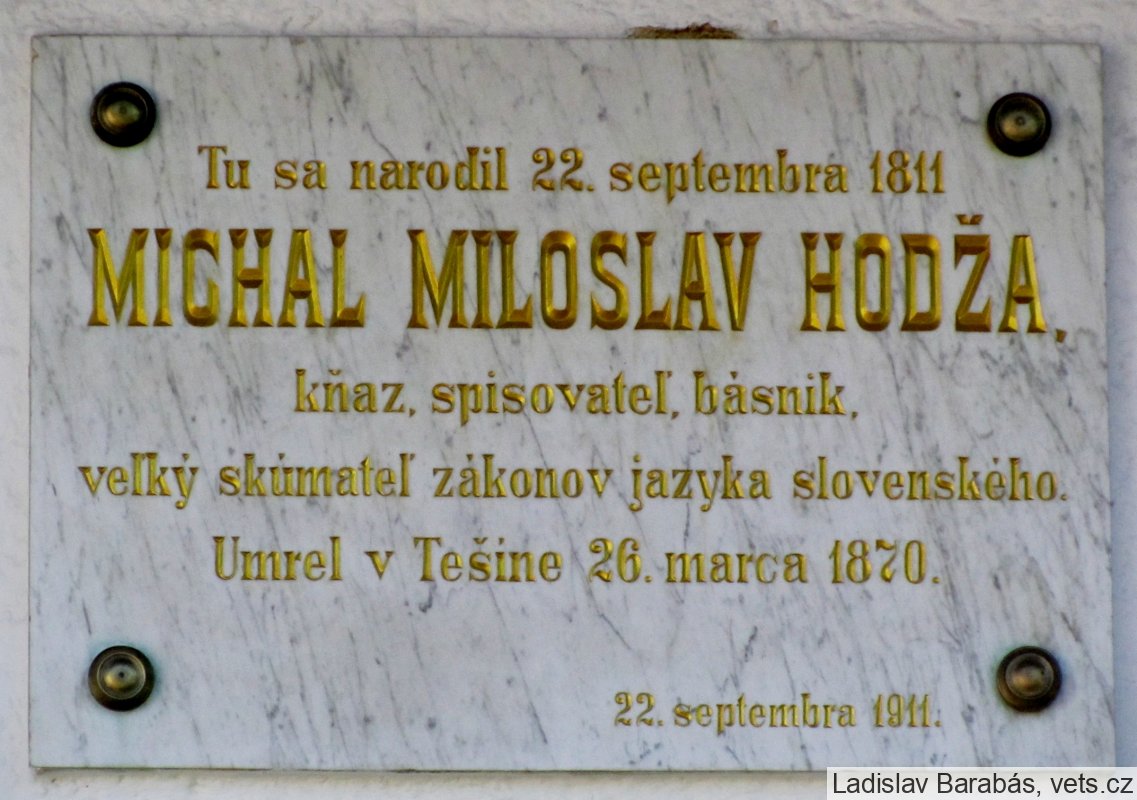 Tu sa narodil 22. septembra 1811
MICHAL MILOSLAV HODŽA,
kňaz, spisovateľ, básnik,
veľký skúmateľ zákonov jazyka slovenského.
Umrel v Tešíne 26. marca 1870.
22. septembra 1911.
Ladislav Barabás, vets.cz